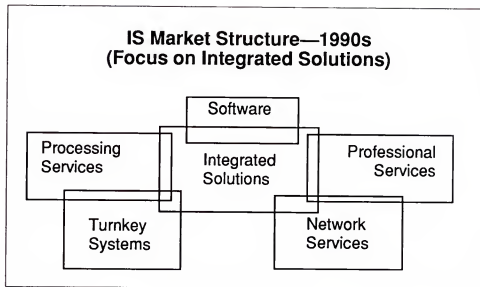 IS Market Structure—1990s
(Focus on Integrated Solutions)
Software
Processing
Services
Integrated
Solutions
Professional
Services
Turnkey
Systems
Network
Services